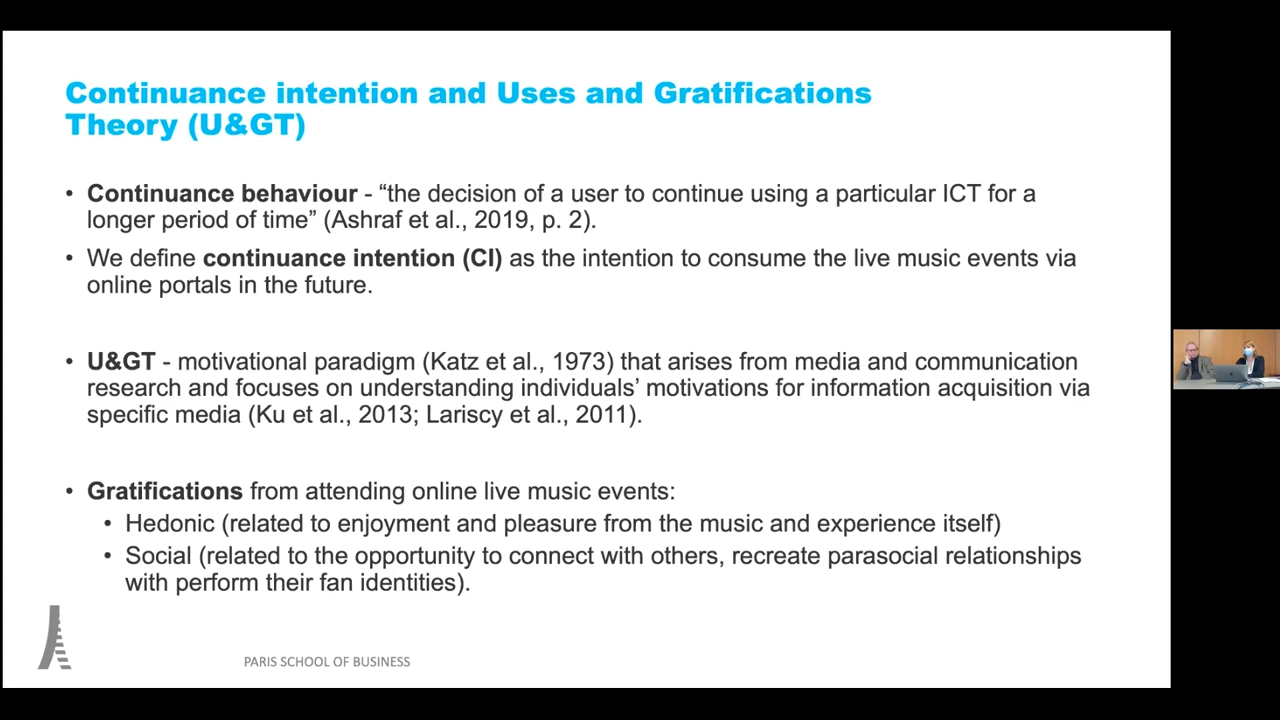 Continuance intention and Uses and Gratifications
Theory (U&GT)
• Continuance behaviour - “the decision of a user to continue using a particular ICT for a
longer period of time” (Ashraf et al., 2019, p. 2).
• We define continuance intention (CI) as the intention to consume the live music events via
online portals in the future.
• U&GT - motivational paradigm (Katz et al., 1973) that arises from media and communication
research and focuses on understanding individuals’ motivations for information acquisition via
specific media (Ku et al., 2013; Lariscy et al., 2011).
• Gratifications from attending online live music events:
• Hedonic (related to enjoyment and pleasure from the music and experience itself)
• Social (related to the opportunity to connect with others, recreate parasocial relationships
with perform their fan identities).
PARIS SCHOOL OF BUSINESS